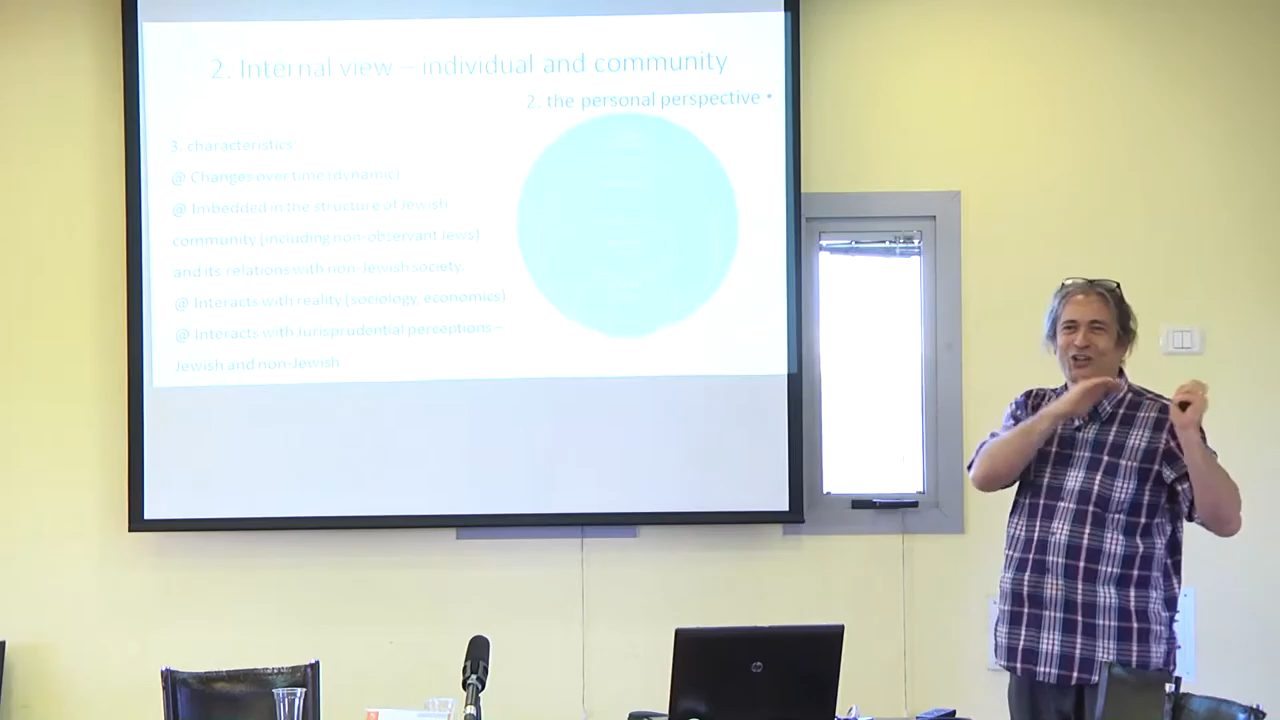 2. Internal view – individual and community
2. the personal perspective •
3. characteristics
@ Changes over time (dynamic)
@ Imbedded in the structure of Jewish
community (including non-observant Jews)
and its relations with non-Jewish society.
@ Interacts with reality (sociology, economics)
@ Interacts with Jurisprudential perceptions –
Jewish and non-Jewish
hp